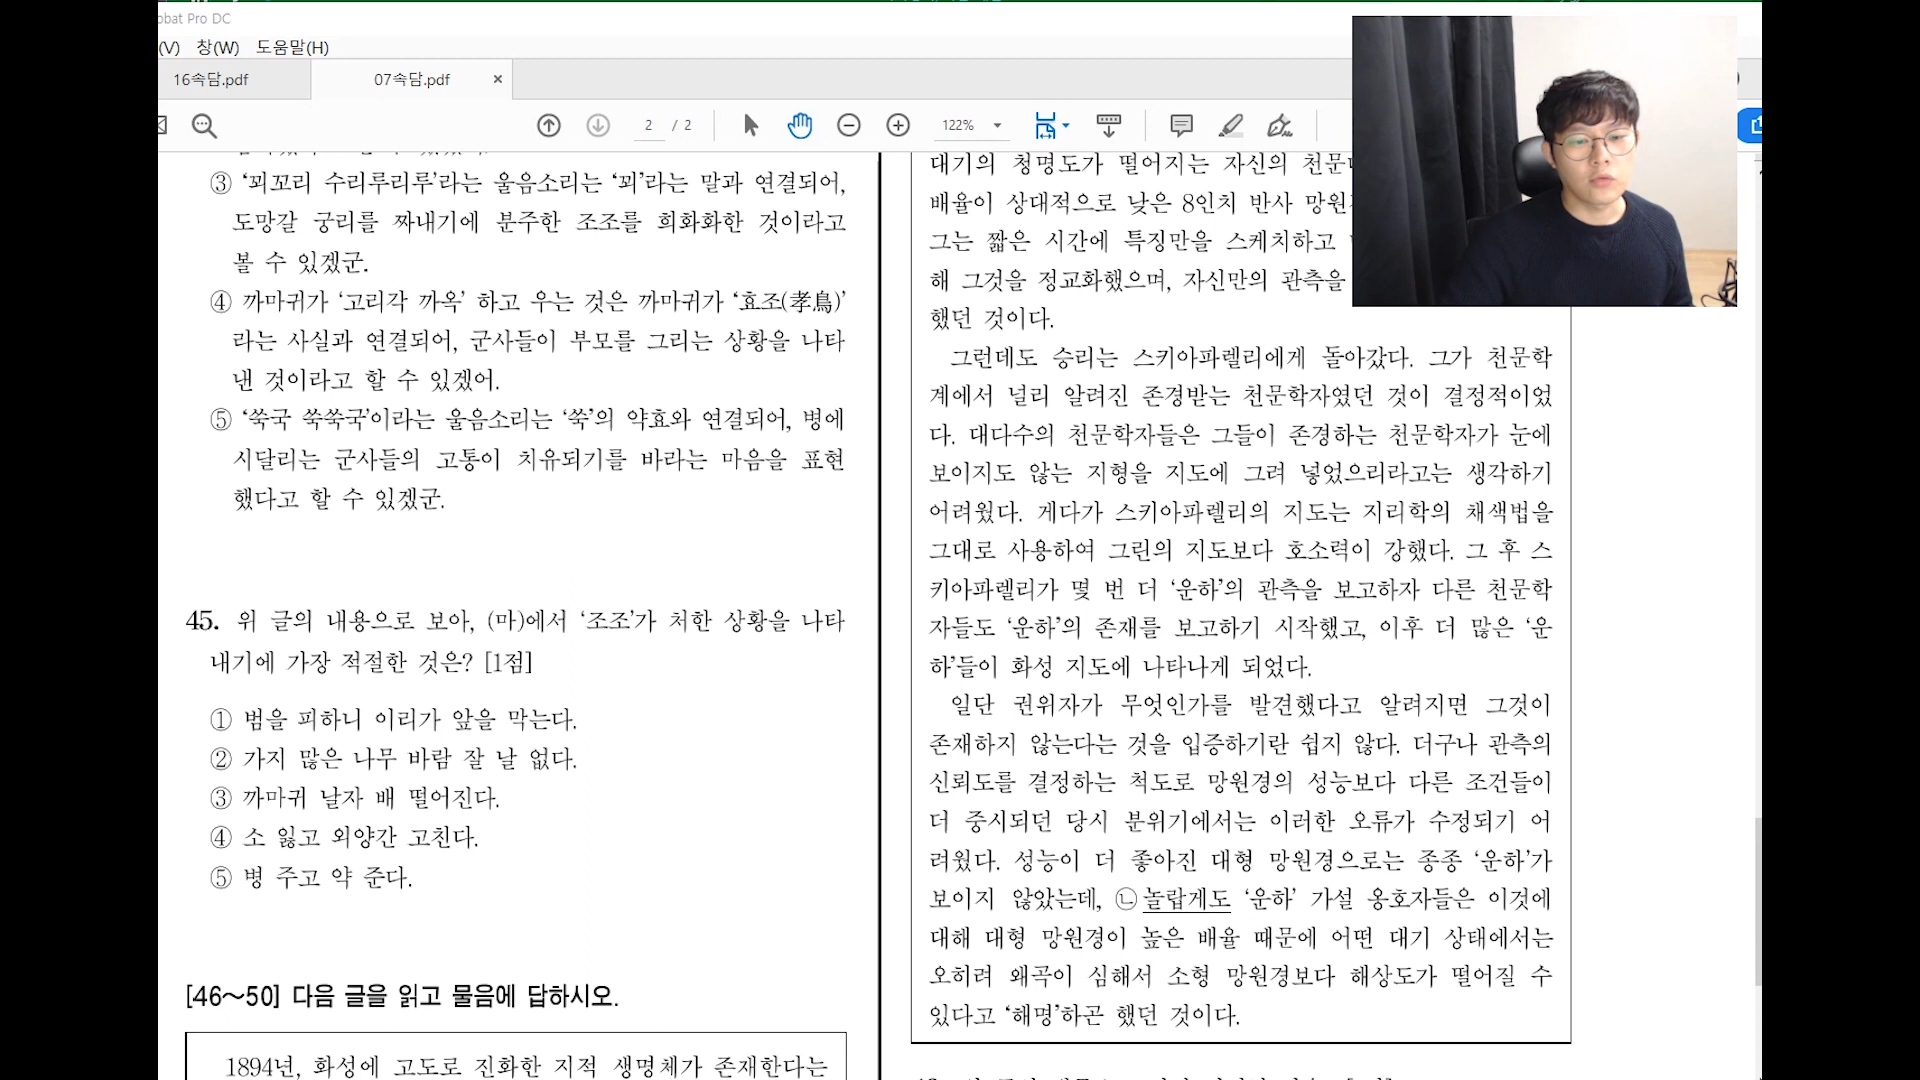 obat Pro DC
(V) 창(W) 도움말(H)
16속담.pdf
07속담.pdf ×
2 / 2
122%
③ ‘꾀꼬리 수리루리루’라는 울음소리는 ‘꾀’라는 말과 연결되어,
도망갈 궁리를 짜내기에 분주한 조조를 희화화한 것이라고
볼 수 있겠군.
④ 까마귀가 ‘고리각 까옥’ 하고 우는 것은 까마귀가 ‘효조(孝鳥)’
라는 사실과 연결되어, 군사들이 부모를 그리는 상황을 나타
낸 것이라고 할 수 있겠어.
⑤ ‘쑥국 쑥쑥국’이라는 울음소리는 ‘쑥’의 약효와 연결되어, 병에
시달리는 군사들의 고통이 치유되기를 바라는 마음을 표현
했다고 할 수 있겠군.
45. 위 글의 내용으로 보아, (마)에서 ‘조조’가 처한 상황을 나타
내기에 가장 적절한 것은? [1점]
① 범을 피하니 이리가 앞을 막는다.
② 가지 많은 나무 바람 잘 날 없다.
③ 까마귀 날자 배 떨어진다.
④ 소 잃고 외양간 고친다.
⑤ 병 주고 약 준다.
[46～50] 다음 글을 읽고 물음에 답하시오.
1894년, 화성에 고도로 진화한 지적 생명체가 존재한다는
대기의 청명도가 떨어지는 자신의 천문
배율이 상대적으로 낮은 8인치 반사 망원
그는 짧은 시간에 특징만을 스케치하고
해 그것을 정교화했으며, 자신만의 관측을
했던 것이다.
그런데도 승리는 스키아파렐리에게 돌아갔다. 그가 천문학
계에서 널리 알려진 존경받는 천문학자였던 것이 결정적이었
다. 대다수의 천문학자들은 그들이 존경하는 천문학자가 눈에
보이지도 않는 지형을 지도에 그려 넣었으리라고는 생각하기
어려웠다. 게다가 스키아파렐리의 지도는 지리학의 채색법을
그대로 사용하여 그린의 지도보다 호소력이 강했다. 그 후 스
키아파렐리가 몇 번 더 ‘운하’의 관측을 보고하자 다른 천문학
자들도 ‘운하’의 존재를 보고하기 시작했고, 이후 더 많은 ‘운
하’들이 화성 지도에 나타나게 되었다.
일단 권위자가 무엇인가를 발견했다고 알려지면 그것이
존재하지 않는다는 것을 입증하기란 쉽지 않다. 더구나 관측의
신뢰도를 결정하는 척도로 망원경의 성능보다 다른 조건들이
더 중시되던 당시 분위기에서는 이러한 오류가 수정되기 어
려웠다. 성능이 더 좋아진 대형 망원경으로는 종종 ‘운하’가
보이지 않았는데, ㉡놀랍게도 ‘운하’ 가설 옹호자들은 이것에
대해 대형 망원경이 높은 배율 때문에 어떤 대기 상태에서는
오히려 왜곡이 심해서 소형 망원경보다 해상도가 떨어질 수
있다고 ‘해명’하곤 했던 것이다.